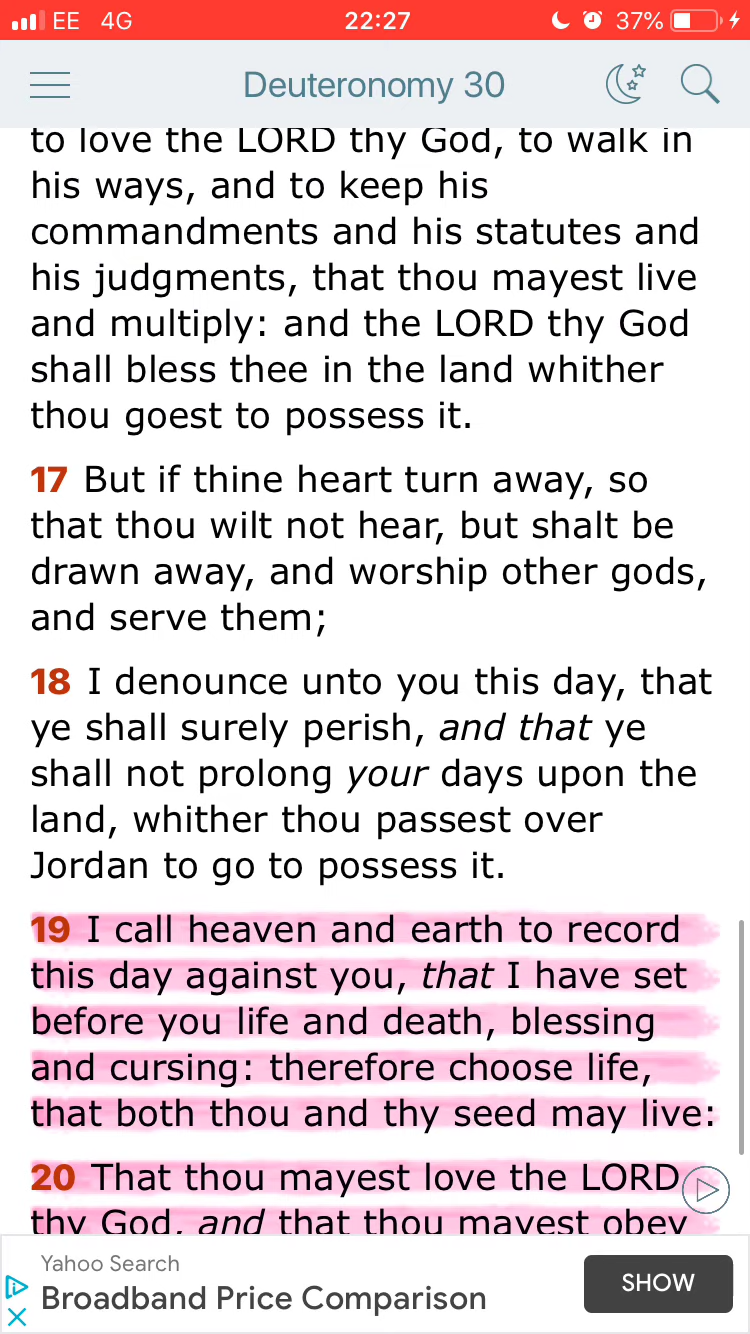 EE 4G 22:27 37%
Deuteronomy 30
to love the LORD thy God, to walk in
his ways, and to keep his
commandments and his statutes and
his judgments, that thou mayest live
and multiply: and the LORD thy God
shall bless thee in the land whither
thou goest to possess it.
17 But if thine heart turn away, so
that thou wilt not hear, but shalt be
drawn away, and worship other gods,
and serve them;
18 I denounce unto you this day, that
ye shall surely perish, and that ye
shall not prolong your days upon the
land, whither thou passest over
Jordan to go to possess it.
19 I call heaven and earth to record
this day against you, that I have set
before you life and death, blessing
and cursing: therefore choose life,
that both thou and thy seed may live:
20 That thou mayest love the LORD
thy God, and that thou mayest obey
Yahoo Search
Broadband Price Comparison
SHOW